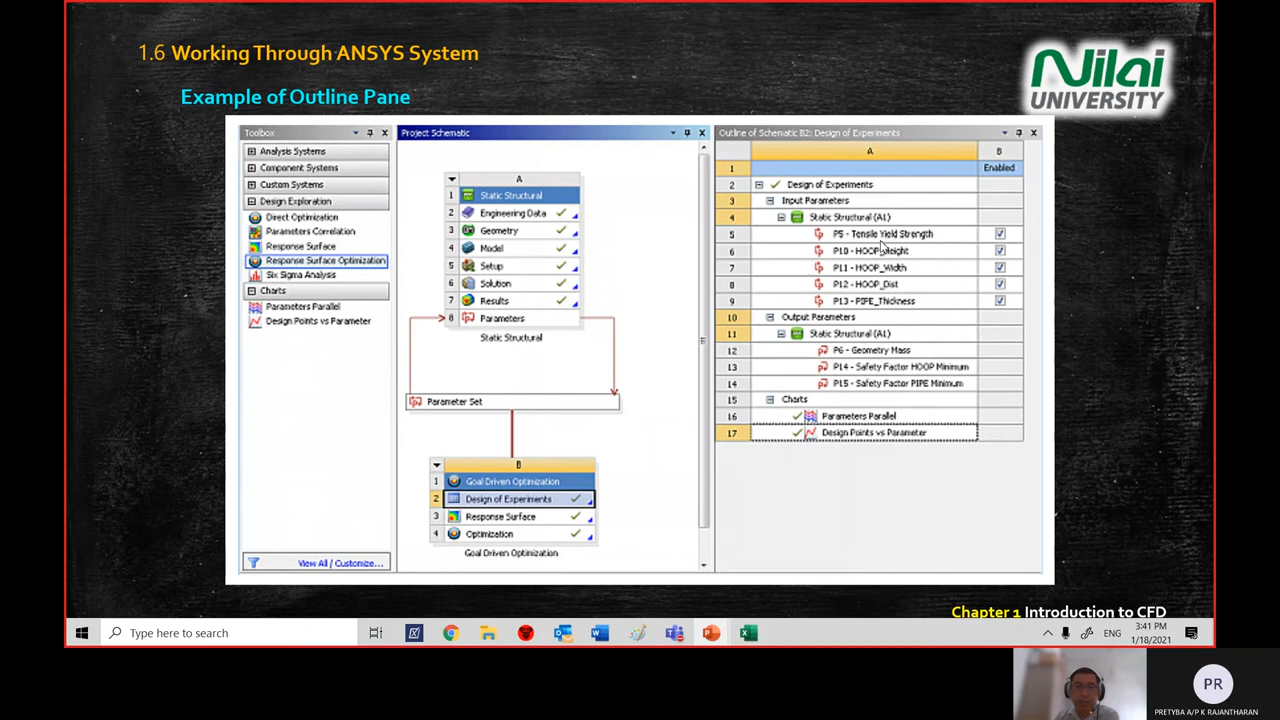 1.6 Working Through ANSYS System
Example of Outline Pane
Nilai
UNIVERSITY
Toolbox
Analysis Systems
Component Systems
Custom Systems
Design Exploration
Direct Optimization
Parameters Correlation
Response Surface
Response Surface Optimization
Six Sigma Analysis
Charts
Parameters Parallel
Design Points vs Parameter
View All / Customize...
Project Schematic
A
1 Static Structural
2 Engineering Data
3 Geometry
4 Model
5 Setup
6 Solution
7 Results
8 Parameters
Static Structural
Parameter Set
B
1 Goal Driven Optimization
2 Design of Experiments
3 Response Surface
4 Optimization
Goal Driven Optimization
Outline of Schematic B2: Design of Experiments
A B
1 Enabled
2 Design of Experiments
3 Input Parameters
4 Static Structural (A1)
5 P5 - Tensile Yield Strength
6 P10 - HOOP_Height
7 P11 - HOOP_Width
8 P12 - HOOP_Dist
9 P13 - PIPE_Thickness
10 Output Parameters
11 Static Structural (A1)
12 P6 - Geometry Mass
13 P14 - Safety Factor HOOP Minimum
14 P15 - Safety Factor PIPE Minimum
15 Charts
16 Parameters Parallel
17 Design Points vs Parameter
Chapter 1 Introduction to CFD
Type here to search
ENG
3:41 PM
1/18/2021
PR
PRETYBA A/P K RAJANTHARAN